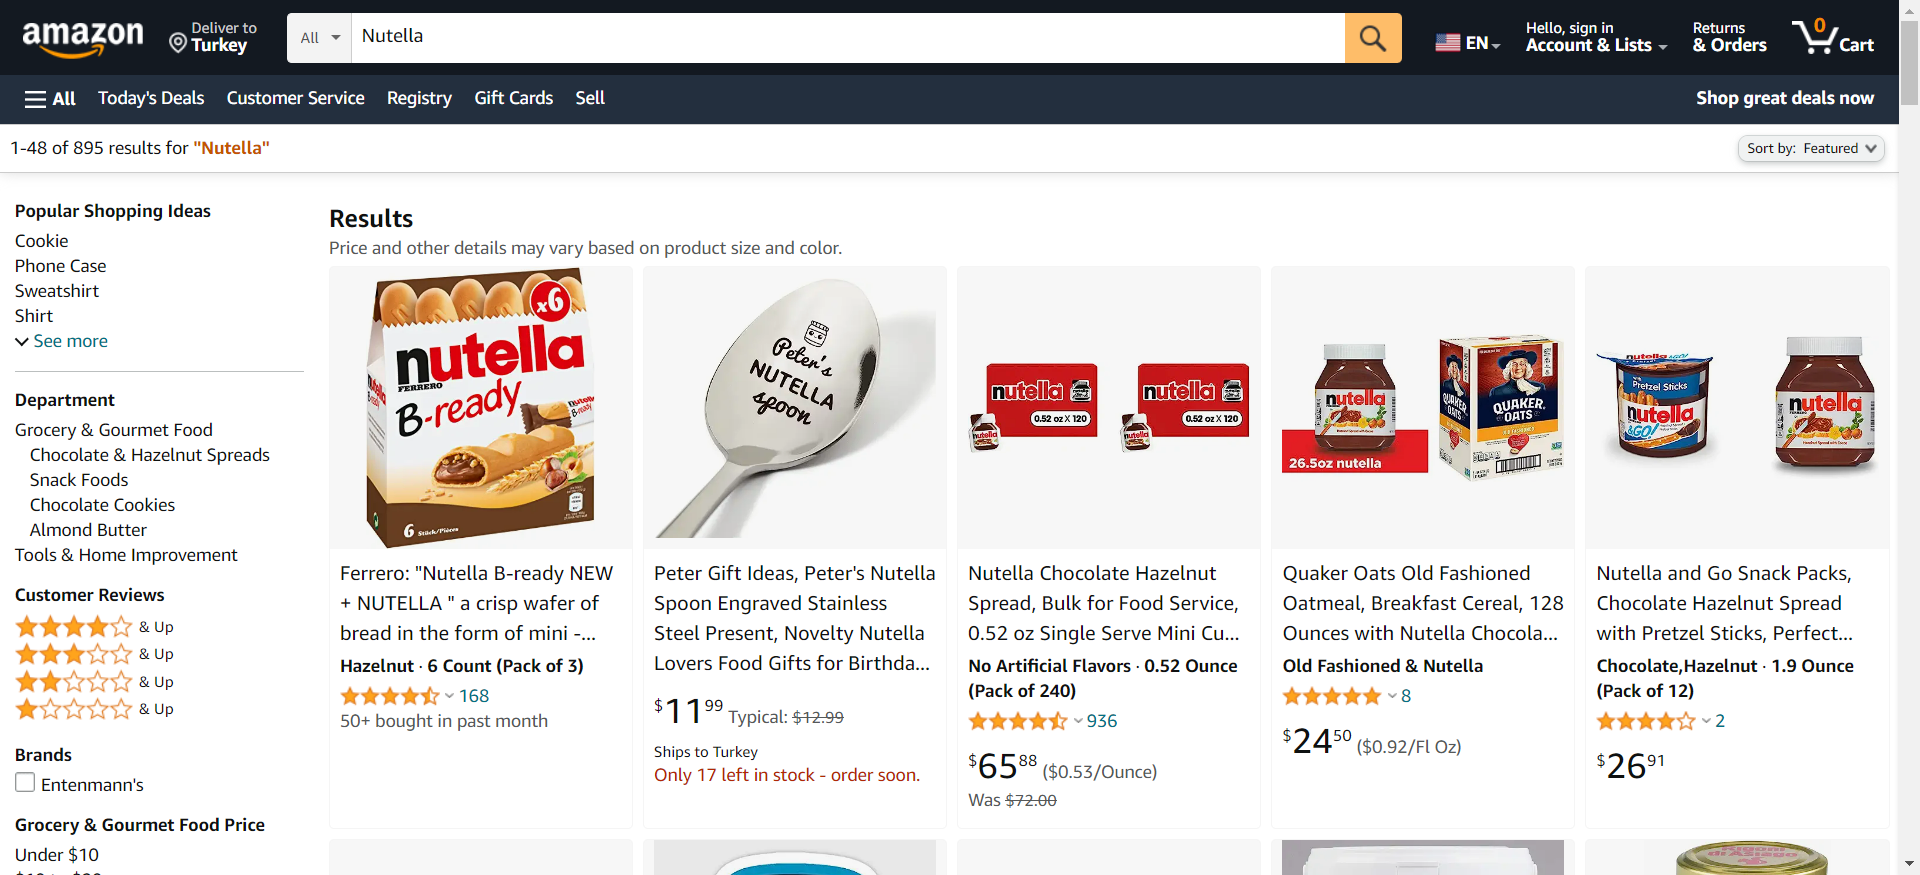 amazon
Deliver to
Turkey
All
Nutella
EN
Hello, sign in
Account & Lists
Returns
& Orders
0
Cart
All
Today's Deals
Customer Service
Registry
Gift Cards
Sell
Shop great deals now
1-48 of 895 results for "Nutella"
Sort by: Featured
Popular Shopping Ideas
Cookie
Phone Case
Sweatshirt
Shirt
See more
Department
Grocery & Gourmet Food
Chocolate & Hazelnut Spreads
Snack Foods
Chocolate Cookies
Almond Butter
Tools & Home Improvement
Customer Reviews
& Up
& Up
& Up
& Up
Brands
Entenmann's
Grocery & Gourmet Food Price
Under $10
Results
Price and other details may vary based on product size and color.
x6
nutella
FERRERO
B-ready
6 Stück/Pièces
Ferrero: "Nutella B-ready NEW
+ NUTELLA " a crisp wafer of
bread in the form of mini -...
Hazelnut · 6 Count (Pack of 3)
168
50+ bought in past month
Peter's
NUTELLA
spoon
Peter Gift Ideas, Peter's Nutella
Spoon Engraved Stainless
Steel Present, Novelty Nutella
Lovers Food Gifts for Birthda...
$11.99 Typical: $12.99
Ships to Turkey
Only 17 left in stock - order soon.
nutella
0.52 oz X 120
nutella
nutella
0.52 oz X 120
nutella
Nutella Chocolate Hazelnut
Spread, Bulk for Food Service,
0.52 oz Single Serve Mini Cu...
No Artificial Flavors · 0.52 Ounce
(Pack of 240)
936
$65.88 ($0.53/Ounce)
Was $72.00
nutella
26.5oz nutella
QUAKER
OATS
QUAKER
OATS
Quaker Oats Old Fashioned
Oatmeal, Breakfast Cereal, 128
Ounces with Nutella Chocola...
Old Fashioned & Nutella
8
$24.50 ($0.92/Fl Oz)
nutella &GO!
Pretzel Sticks
nutella
&GO!
nutella
Nutella and Go Snack Packs,
Chocolate Hazelnut Spread
with Pretzel Sticks, Perfect...
Chocolate,Hazelnut · 1.9 Ounce
(Pack of 12)
2
$26.91
Rigoni
di Asiago